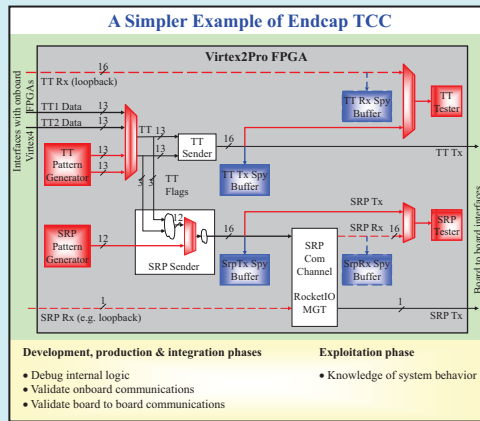 A Simpler Example of Endcap TCC
Virtex2Pro FPGA
Interfaces with onboard
Virtex4 FPGAs
16
TT Rx (loopback)
13
TT1 Data
13
TT2 Data
TT
Pattern
Generator
13
13
TT
13
13
TT
Sender
16
TT Rx Spy
Buffer
TT
Tester
TT Tx
TT Tx Spy
Buffer
3
3
TT
Flags
12
16
SRP Sender
SRP
Pattern
Generator
12
SRP Tx
SRP Rx
16
SRP
Tester
SrpTx Spy
Buffer
SRP
Com
Channel
RocketIO
MGT
SrpRx Spy
Buffer
1
SRP Rx (e.g. loopback)
1
SRP Tx
Board to board interfaces
Development, production & integration phases
• Debug internal logic
• Validate onboard communications
• Validate board to board communications
Exploitation phase
• Knowledge of system behavior